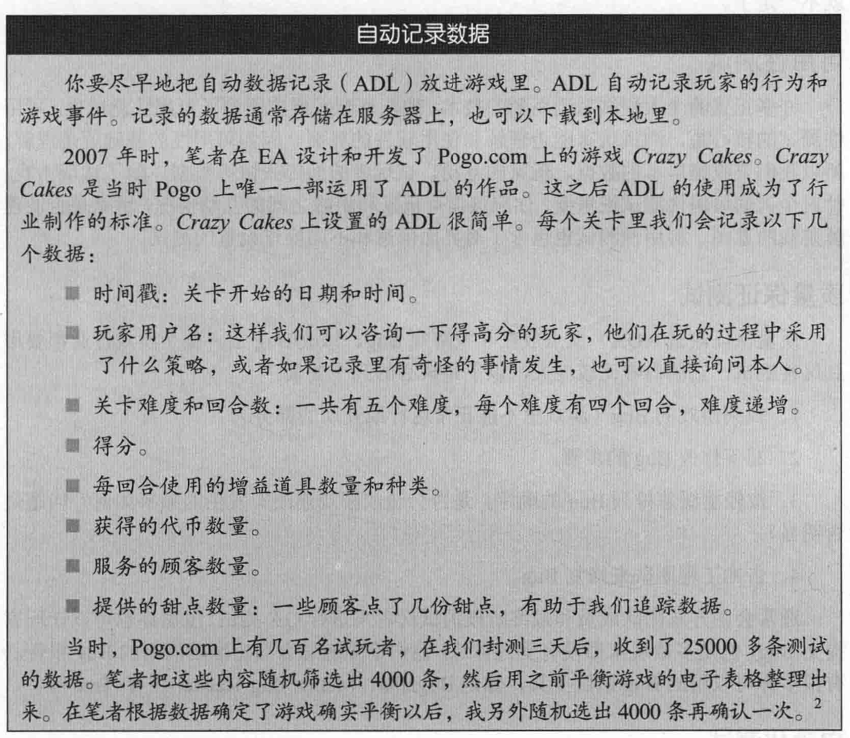 自动记录数据
你要尽早地把自动数据记录（ADL）放进游戏里。ADL 自动记录玩家的行为和
游戏事件。记录的数据通常存储在服务器上，也可以下载到本地里。
2007 年时，笔者在 EA 设计和开发了 Pogo.com 上的游戏 Crazy Cakes。Crazy
Cakes 是当时 Pogo 上唯一一部运用了 ADL 的作品。这之后 ADL 的使用成为了行
业制作的标准。Crazy Cakes 上设置的 ADL 很简单。每个关卡里我们会记录以下几
个数据：
■ 时间戳：关卡开始的日期和时间。
■ 玩家用户名：这样我们可以咨询一下得高分的玩家，他们在玩的过程中采用
了什么策略，或者如果记录里有奇怪的事情发生，也可以直接询问本人。
■ 关卡难度和回合数：一共有五个难度，每个难度有四个回合，难度递增。
■ 得分。
■ 每回合使用的增益道具数量和种类。
■ 获得的代币数量。
■ 服务的顾客数量。
■ 提供的甜点数量：一些顾客点了几份甜点，有助于我们追踪数据。
当时，Pogo.com 上有几百名试玩者，在我们封测三天后，收到了 25000 多条测试
的数据。笔者把这些内容随机筛选出 4000 条，然后用之前平衡游戏的电子表格整理出
来。在笔者根据数据确定了游戏确实平衡以后，我另外随机选出 4000 条再确认一次。2